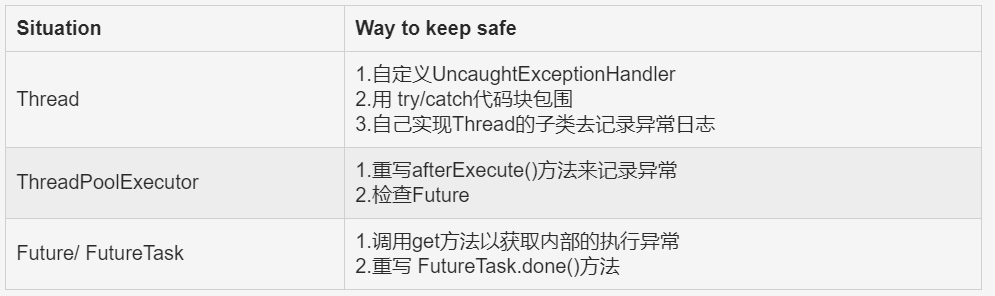 Situation
Way to keep safe
Thread
1.自定义UncaughtExceptionHandler
2.用 try/catch代码块包围
3.自己实现Thread的子类去记录异常日志
ThreadPoolExecutor
1.重写afterExecute()方法来记录异常
2.检查Future
Future/ FutureTask
1.调用get方法以获取内部的执行异常
2.重写 FutureTask.done()方法